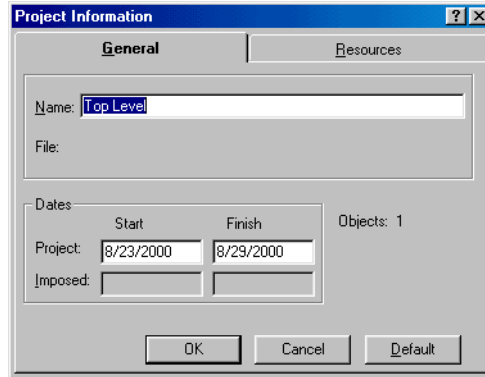 Project Information
General Resources
Name: Top Level
File:
Dates
Start Finish
Objects: 1
Project: 8/23/2000 8/29/2000
Imposed:
OK Cancel Default